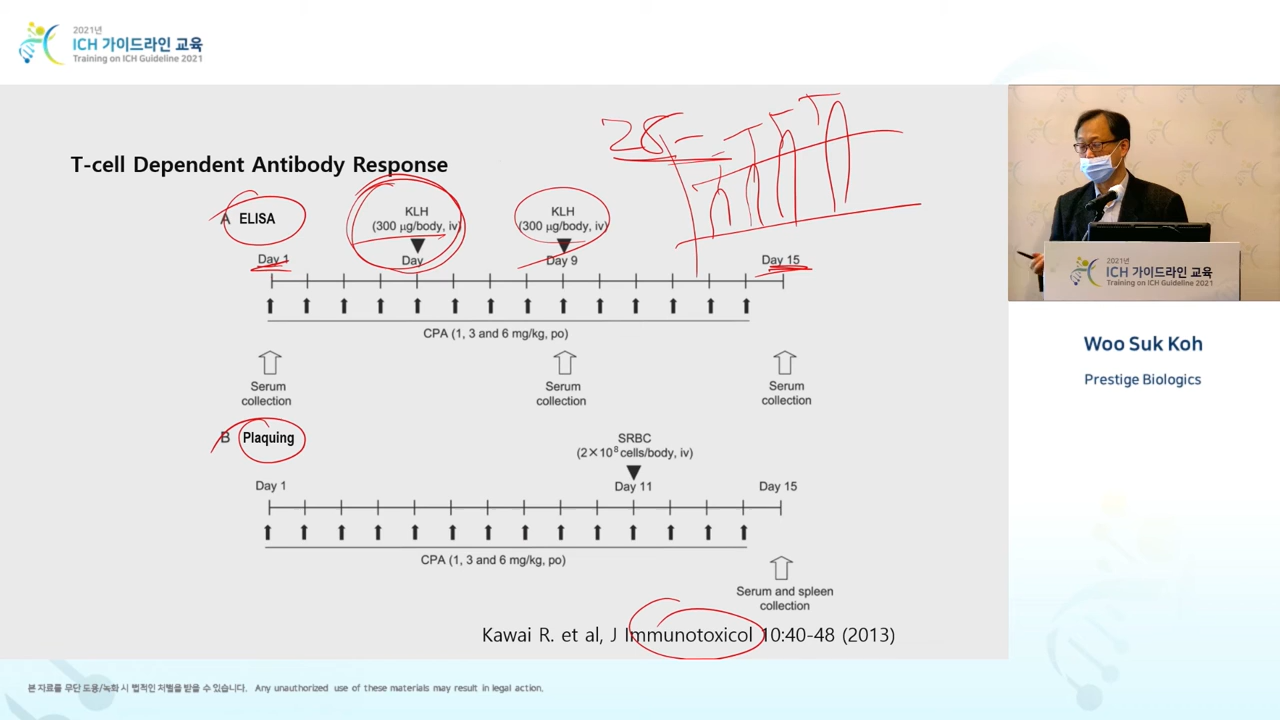 2021년
ICH 가이드라인 교육
Training on ICH Guideline 2021
T-cell Dependent Antibody Response
28
A ELISA
KLH
(300 µg/body, iv)
KLH
(300 µg/body, iv)
Day 1
Day
Day 9
Day 15
CPA (1, 3 and 6 mg/kg, po)
Serum
collection
Serum
collection
Serum
collection
B Plaquing
SRBC
(2×10⁸cells/body, iv)
Day 1
Day 11
Day 15
CPA (1, 3 and 6 mg/kg, po)
Serum and spleen
collection
Kawai R. et al, J Immunotoxicol 10:40-48 (2013)
2021년
ICH 가이드라인 교육
Training on ICH Guideline 2021
Woo Suk Koh
Prestige Biologics
본 자료를 무단 도용/녹화 시 법적인 처벌을 받을 수 있습니다. Any unauthorized use of these materials may result in legal action.